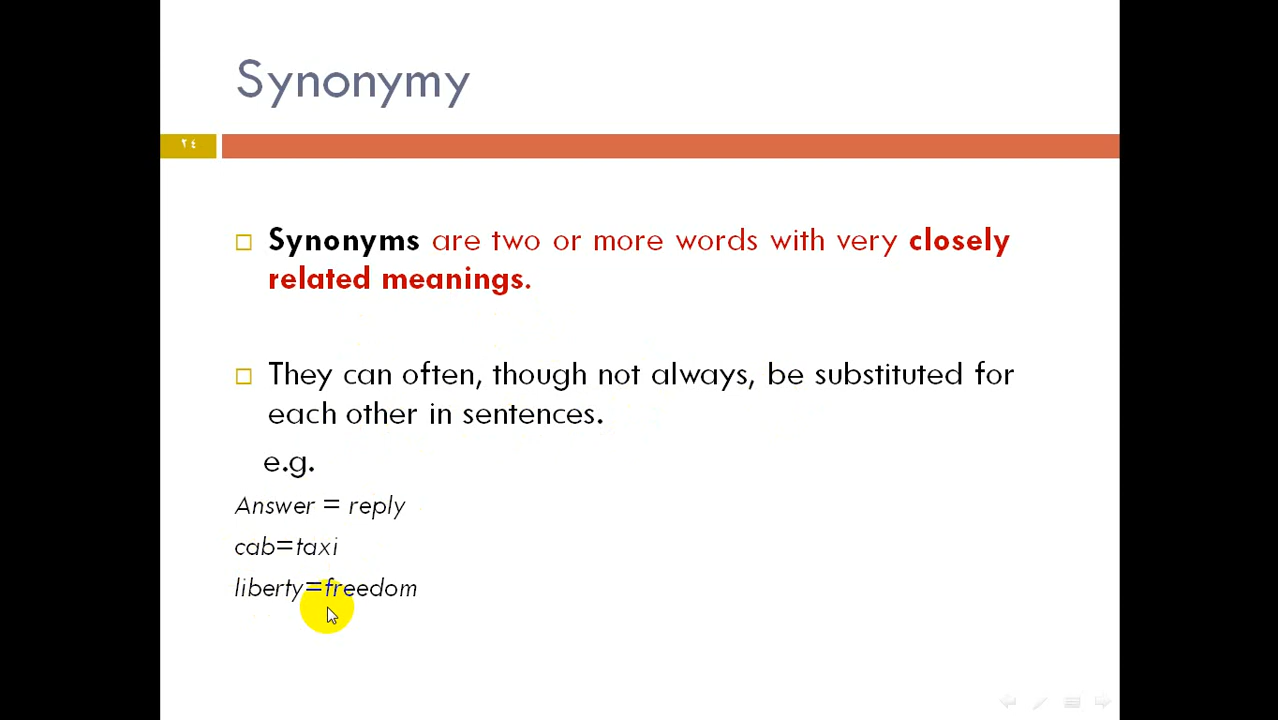 Synonymy
٢٤
Synonyms are two or more words with very closely
related meanings.
They can often, though not always, be substituted for
each other in sentences.
e.g.
Answer = reply
cab=taxi
liberty=freedom